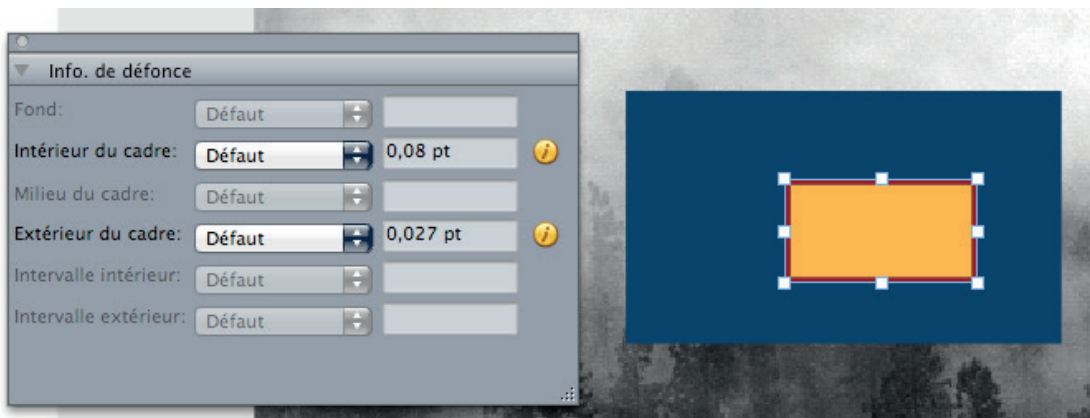 Info. de défonce
Fond: Défaut
Intérieur du cadre: Défaut 0,08 pt
Milieu du cadre: Défaut
Extérieur du cadre: Défaut 0,027 pt
Intervalle intérieur: Défaut
Intervalle extérieur: Défaut